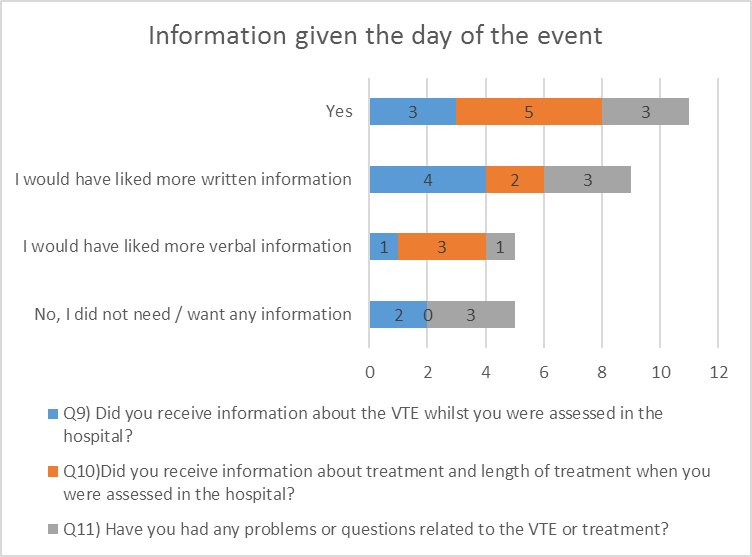 Information given the day of the event
Yes
3 5 3
I would have liked more written information
4 2 3
I would have liked more verbal information
1 3 1
No, I did not need / want any information
2 0 3
0 2 4 6 8 10 12
Q9) Did you receive information about the VTE whilst you were assessed in the
hospital?
Q10)Did you receive information about treatment and length of treatment when you
were assessed in the hospital?
Q11) Have you had any problems or questions related to the VTE or treatment?